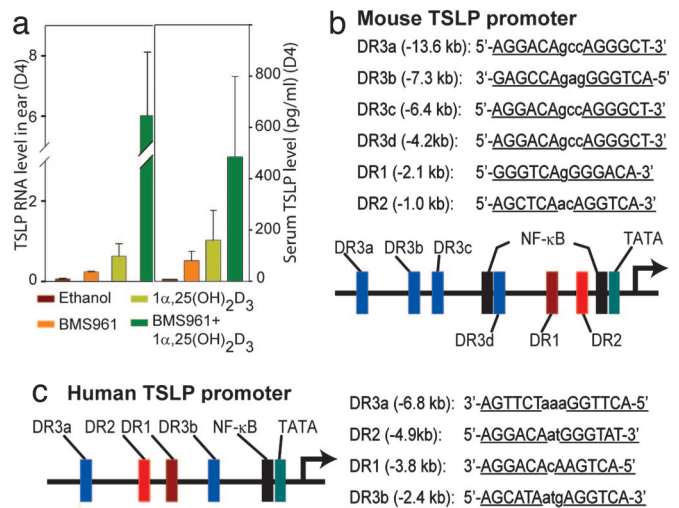 a
TSLP RNA level in ear (D4)
8
6
2
0
Serum TSLP level (pg/ml) (D4)
800
600
400
200
0
Ethanol
BMS961
1α,25(OH)2D3
BMS961+
1α,25(OH)2D3
b Mouse TSLP promoter
DR3a (-13.6 kb): 5’-AGGACAgccAGGGCT-3’
DR3b (-7.3 kb): 3‘-GAGCCAgagGGGTCA-5’
DR3c (-6.4 kb): 5’-AGGACAgccAGGGCT-3’
DR3d (-4.2kb): 5’-AGGACAgccAGGGCT-3’
DR1 (-2.1 kb): 5’-GGGTCAgGGGACA-3’
DR2 (-1.0 kb): 5’-AGCTCAacAGGTCA-3’
DR3a DR3b DR3c NF-κB TATA
DR3d DR1 DR2
c Human TSLP promoter
DR3a DR2 DR1 DR3b NF-κB TATA
DR3a (-6.8 kb): 3’-AGTTCTaaaGGTTCA-5’
DR2 (-4.9kb): 5’-AGGACAatGGGTAT-3’
DR1 (-3.8 kb): 3’-AGGACAcAAGTCA-5’
DR3b (-2.4 kb): 5’-AGCATAatgAGGTCA-3’